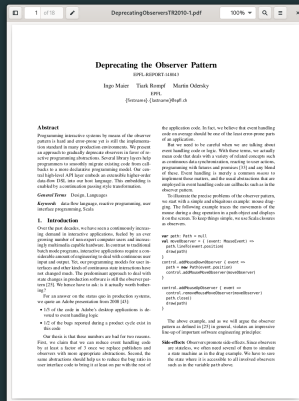 1 of 18
DeprecatingObserversTR2010-1.pdf
100%
Deprecating the Observer Pattern
EPFL-REPORT-148043
Ingo Maier Tiark Rompf Martin Odersky
EPFL
{firstname}.{lastname}@epfl.ch
Abstract
Programming interactive systems by means of the observer
pattern is hard and error-prone yet is still the implementation
standard in many production environments. We present
an approach to gradually deprecate observers in favor of reactive
programming abstractions. Several library layers help
programmers to smoothly migrate existing code from callbacks
to a more declarative programming model. Our central
high-level API layer embeds an extensible higher-order
data-flow DSL into our host language. This embedding is
enabled by a continuation passing style transformation.
General Terms Design, Languages
Keywords data-flow language, reactive programming, user
interface programming, Scala
1. Introduction
Over the past decades, we have seen a continuously increasing
demand in interactive applications, fueled by an ever
growing number of non-expert computer users and increasingly
multimedia capable hardware. In contrast to traditional
batch mode programs, interactive applications require a considerable
amount of engineering to deal with continuous user
input and output. Yet, our programming models for user interfaces
and other kinds of continuous state interactions have
not changed much. The predominant approach to deal with
state changes in production software is still the observer pattern
[25]. We hence have to ask: is it actually worth bothering?
For an answer on the status quo in production systems,
we quote an Adobe presentation from 2008 [43]:
• 1/3 of the code in Adobe's desktop applications is devoted
to event handling logic
• 1/2 of the bugs reported during a product cycle exist in
this code
Our thesis is that these numbers are bad for two reasons.
First, we claim that we can reduce event handling code
by at least a factor of 3 once we replace publishers and
observers with more appropriate abstractions. Second, the
same abstractions should help us to reduce the bug ratio in
user interface code to bring it at least on par with the rest of
the application code. In fact, we believe that event handling
code on average should be one of the least error-prone parts
of an application.
But we need to be careful when we are talking about
event handling code or logic. With these terms, we actually
mean code that deals with a variety of related concepts such
as continuous data synchronization, reacting to user actions,
programming with futures and promises [33] and any blend
of these. Event handling is merely a common means to
implement those matters, and the usual abstractions that are
employed in event handling code are callbacks such as in the
observer pattern.
To illustrate the precise problems of the observer pattern,
we start with a simple and ubiquitous example: mouse dragging.
The following example traces the movements of the
mouse during a drag operation in a path object and displays
it on the screen. To keep things simple, we use Scala closures
as observers.
var path: Path = null
val moveObserver = { (event: MouseEvent) =>
path.lineTo(event.position)
draw(path)
}
control.addMouseDownObserver { event =>
path = new Path(event.position)
control.addMouseMoveObserver(moveObserver)
}
control.addMouseUpObserver { event =>
control.removeMouseMoveObserver(moveObserver)
path.close()
draw(path)
}
The above example, and as we will argue the observer
pattern as defined in [25] in general, violates an impressive
line-up of important software engineering principles:
Side-effects Observers promote side-effects. Since observers
are stateless, we often need several of them to simulate
a state machine as in the drag example. We have to save
the state where it is accessible to all involved observers
such as in the variable path above.